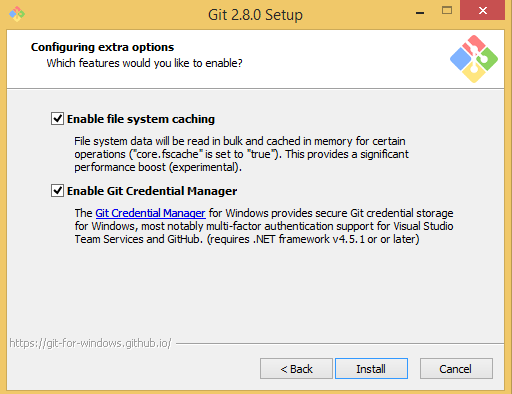 Git 2.8.0 Setup
Configuring extra options
Which features would you like to enable?
Enable file system caching
File system data will be read in bulk and cached in memory for certain
operations ("core.fscache" is set to "true"). This provides a significant
performance boost (experimental).
Enable Git Credential Manager
The Git Credential Manager for Windows provides secure Git credential storage
for Windows, most notably multi-factor authentication support for Visual Studio
Team Services and GitHub. (requires .NET framework v4.5.1 or or later)
https://git-for-windows.github.io/
< Back Install Cancel